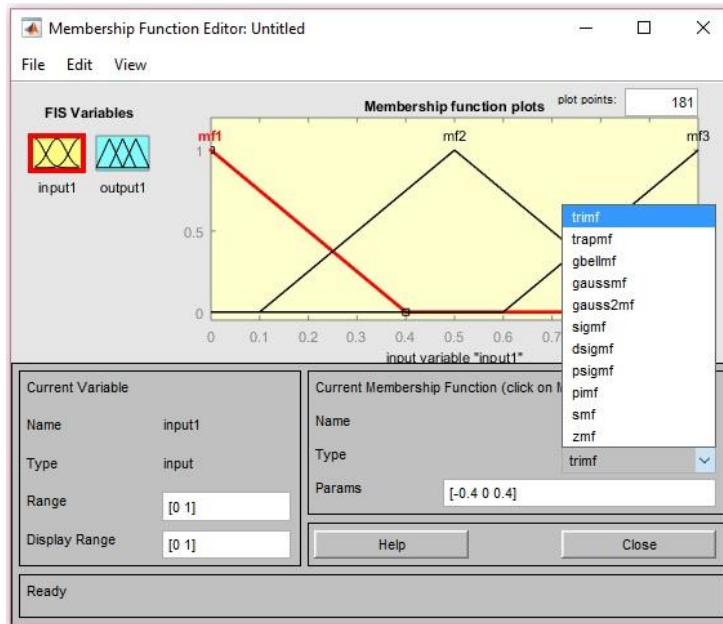 Membership Function Editor: Untitled
File Edit View
FIS Variables
input1 output1
Membership function plots plot points: 181
mf1 mf2 mf3
1
0.5
0
0 0.1 0.2 0.3 0.4 0.5 0.6 0.7
input variable "input1"
trimf
trapmf
gbellmf
gaussmf
gauss2mf
sigmf
dsigmf
psigmf
pimf
smf
zmf
Current Variable
Name input1
Type input
Range [0 1]
Display Range [0 1]
Current Membership Function (click on
Name
Type trimf
Params [-0.4 0 0.4]
Help Close
Ready